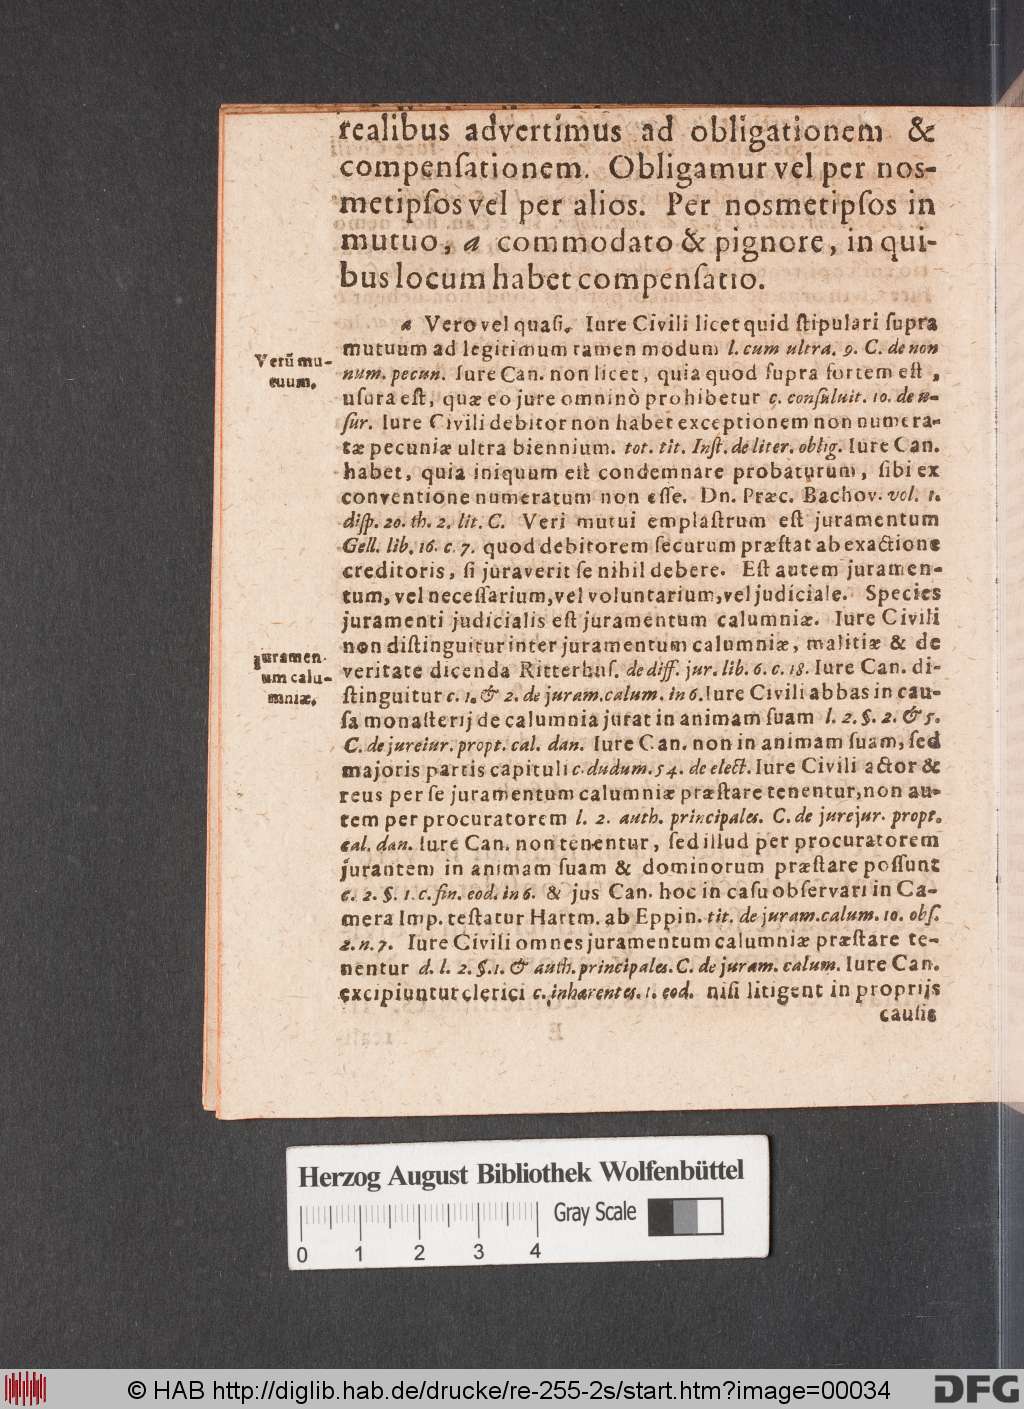 realibus advertimus ad obligationem &
compenſationem. Obligamur vel per nos-
metipſos vel per alios. Per nosmetipſos in
mutuo, a commodato & pignore, in qui-
bus locum habet compenſatio.
a Vero vel quaſi. Iure Civili licet quid ſtipulari ſupra
Verũ mu-
tuum.
mutuum ad legitimum tamen modum l. cum ultra. 9. C. de non
num. pecun. Iure Can. non licet, quia quod ſupra ſortem eſt,
uſura eſt, quæ eo jure omninò prohibetur c. conſuluit. 10. de u-
ſur. Iure Civili debitor non habet exceptionem non numera-
tæ pecuniæ ultra biennium. tot. tit. Inſt. de liter. oblig. Iure Can.
habet, quia iniquum eſt condemnare probaturum, ſibi ex
conventione numeratum non eſſe. Dn. Præc. Bachov. vol. 1.
diſp. 20. th. 2. lit. C. Veri mutui emplaſtrum eſt juramentum
Gell. lib. 16. c. 7. quod debitorem ſecurum præſtat ab exactione
creditoris, ſi juraverit ſe nihil debere. Eſt autem juramen-
tum, vel neceſſarium, vel voluntarium, vel judiciale. Species
juramenti judicialis eſt juramentum calumniæ. Iure Civili
non diſtinguitur inter juramentum calumniæ, malitiæ & de
Iuramen-
tum calu-
mniæ.
veritate dicenda Ritterhuſ. de diff. jur. lib. 6. c. 18. Iure Can. di-
ſtinguitur c. 1. & 2. de juram. calum. in 6. Iure Civili abbas in cau-
ſa monaſterij de calumnia jurat in animam ſuam l. 2. §. 2. & 5.
C. de jureiur. propt. cal. dan. Iure Can. non in animam ſuam, ſed
majoris partis capituli c. dudum. 54. de elect. Iure Civili actor &
reus per ſe juramentum calumniæ præſtare tenentur, non au-
tem per procuratorem l. 2. auth. principales. C. de jurejur. propt.
cal. dan. Iure Can. non tenentur, ſed illud per procuratorem
jurantem in animam ſuam & dominorum præſtare poſſunt
c. 2. §. 1. c. fin. eod. in 6. & jus Can. hoc in caſu obſervari in Ca-
mera Imp. teſtatur Hartm. ab Eppin. tit. de juram. calum. 10. obſ.
2. n. 7. Iure Civili omnes juramentum calumniæ præſtare te-
nentur d. l. 2. §. 1. & auth. principales. C. de juram. calum. Iure Can.
excipiuntur clerici c. inhærentes. 1. eod. niſi litigent in proprijs
cauſis
Herzog August Bibliothek Wolfenbüttel
0 1 2 3 4
Gray Scale
© HAB http://diglib.hab.de/drucke/re-255-2s/start.htm?image=00034
DFG